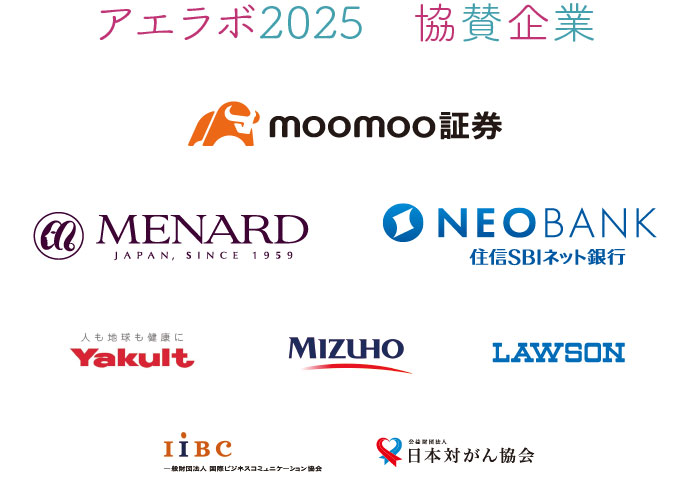 アエラボ2025 協賛企業
moomoo証券
MENARD
JAPAN, SINCE 1959
NEOBANK
住信SBIネット銀行
人も地球も健康に
Yakult
MIZUHO
LAWSON
IIBC
一般財団法人 国際ビジネスコミュニケーション協会
公益財団法人
日本対がん協会